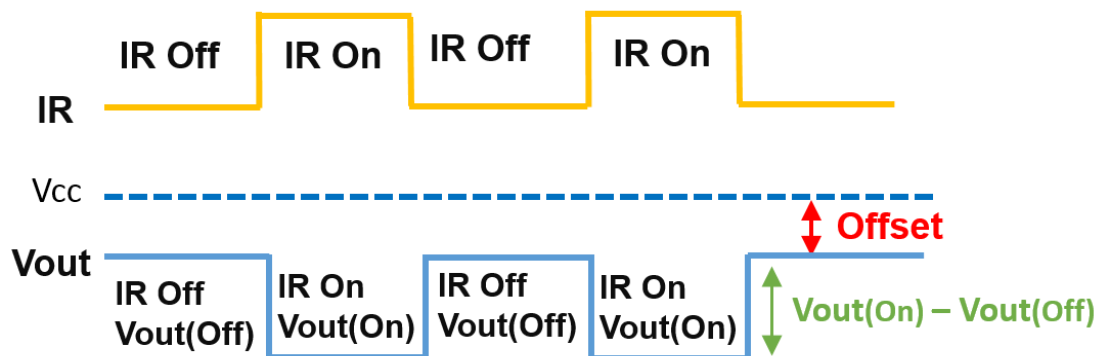 IR Off
IR On
IR Off
IR On
IR
Vcc
Offset
Vout
IR Off
Vout(Off)
IR On
Vout(On)
IR Off
Vout(Off)
IR On
Vout(On)
Vout(On) – Vout(Off)